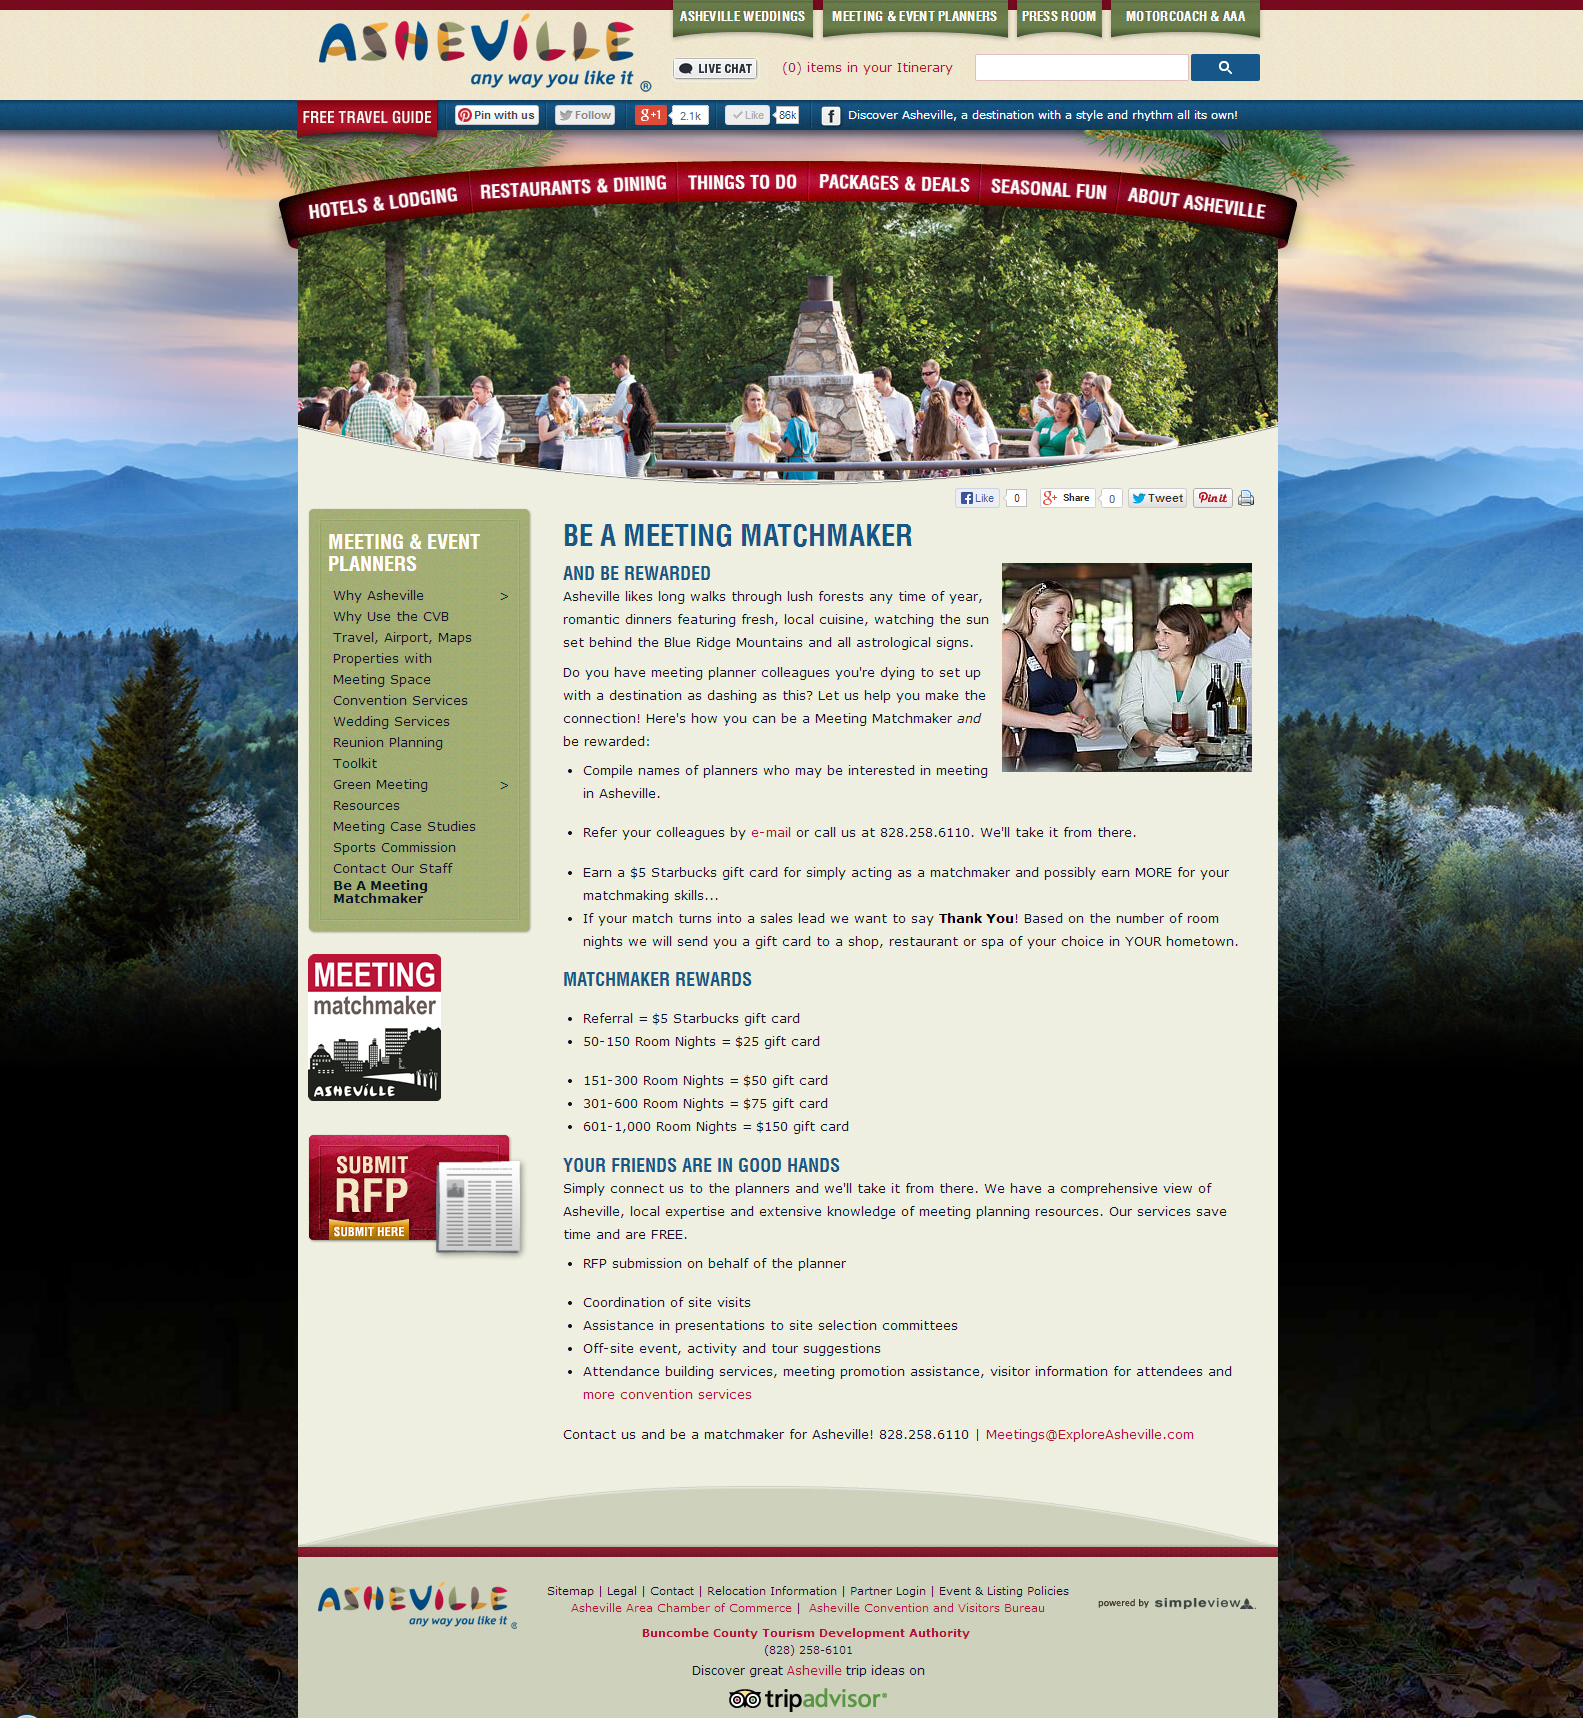 ASHEVILLE WEDDINGS
MEETING & EVENT PLANNERS
PRESS ROOM
MOTORCOACH & AAA
ASHEVILLE
any way you like it ®
LIVE CHAT
(0) items in your Itinerary
FREE TRAVEL GUIDE
Pin with us
Follow
g+1
2.1k
Like
86k
Discover Asheville, a destination with a style and rhythm all its own!
HOTELS & LODGING
RESTAURANTS & DINING
THINGS TO DO
PACKAGES & DEALS
SEASONAL FUN
ABOUT ASHEVILLE
Like
0
g+ Share
0
Tweet
Pin it
MEETING & EVENT
PLANNERS
Why Asheville >
Why Use the CVB
Travel, Airport, Maps
Properties with
Meeting Space
Convention Services
Wedding Services
Reunion Planning
Toolkit
Green Meeting >
Resources
Meeting Case Studies
Sports Commission
Contact Our Staff
Be A Meeting
Matchmaker
MEETING
matchmaker
ASHEVILLE
SUBMIT
RFP
SUBMIT HERE
BE A MEETING MATCHMAKER
AND BE REWARDED
Asheville likes long walks through lush forests any time of year,
romantic dinners featuring fresh, local cuisine, watching the sun
set behind the Blue Ridge Mountains and all astrological signs.
Do you have meeting planner colleagues you're dying to set up
with a destination as dashing as this? Let us help you make the
connection! Here's how you can be a Meeting Matchmaker and
be rewarded:
• Compile names of planners who may be interested in meeting
in Asheville.
• Refer your colleagues by e-mail or call us at 828.258.6110. We'll take it from there.
• Earn a $5 Starbucks gift card for simply acting as a matchmaker and possibly earn MORE for your
matchmaking skills...
• If your match turns into a sales lead we want to say Thank You! Based on the number of room
nights we will send you a gift card to a shop, restaurant or spa of your choice in YOUR hometown.
MATCHMAKER REWARDS
• Referral = $5 Starbucks gift card
• 50-150 Room Nights = $25 gift card
• 151-300 Room Nights = $50 gift card
• 301-600 Room Nights = $75 gift card
• 601-1,000 Room Nights = $150 gift card
YOUR FRIENDS ARE IN GOOD HANDS
Simply connect us to the planners and we'll take it from there. We have a comprehensive view of
Asheville, local expertise and extensive knowledge of meeting planning resources. Our services save
time and are FREE.
• RFP submission on behalf of the planner
• Coordination of site visits
• Assistance in presentations to site selection committees
• Off-site event, activity and tour suggestions
• Attendance building services, meeting promotion assistance, visitor information for attendees and
more convention services
Contact us and be a matchmaker for Asheville! 828.258.6110 | Meetings@ExploreAsheville.com
ASHEVILLE
any way you like it ®
Sitemap | Legal | Contact | Relocation Information | Partner Login | Event & Listing Policies
Asheville Area Chamber of Commerce | Asheville Convention and Visitors Bureau
Buncombe County Tourism Development Authority
(828) 258-6101
Discover great Asheville trip ideas on
tripadvisor®
powered by simpleview